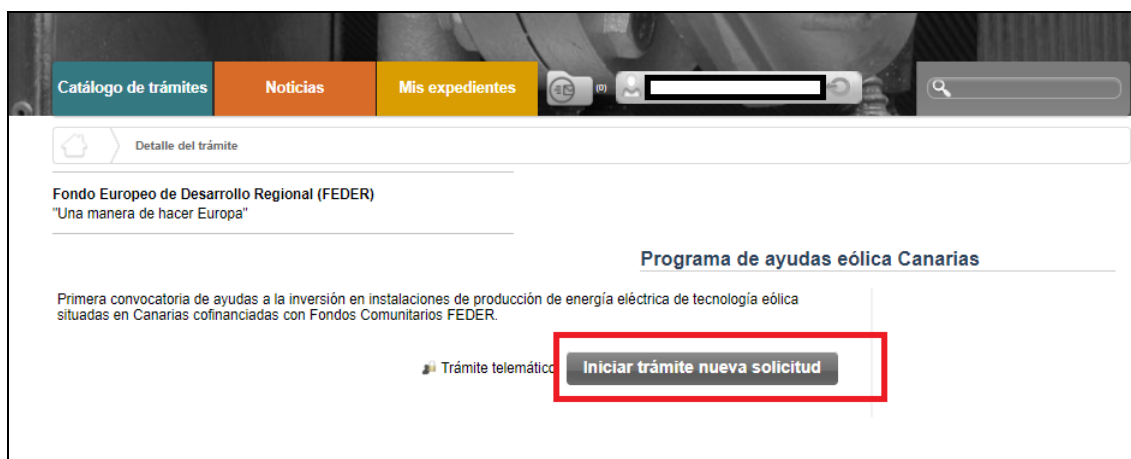 Catálogo de trámites
Noticias
Mis expedientes
(0)
Detalle del trámite
Fondo Europeo de Desarrollo Regional (FEDER)
"Una manera de hacer Europa"
Programa de ayudas eólica Canarias
Primera convocatoria de ayudas a la inversión en instalaciones de producción de energía eléctrica de tecnología eólica
situadas en Canarias cofinanciadas con Fondos Comunitarios FEDER.
Trámite telemático Iniciar trámite nueva solicitud